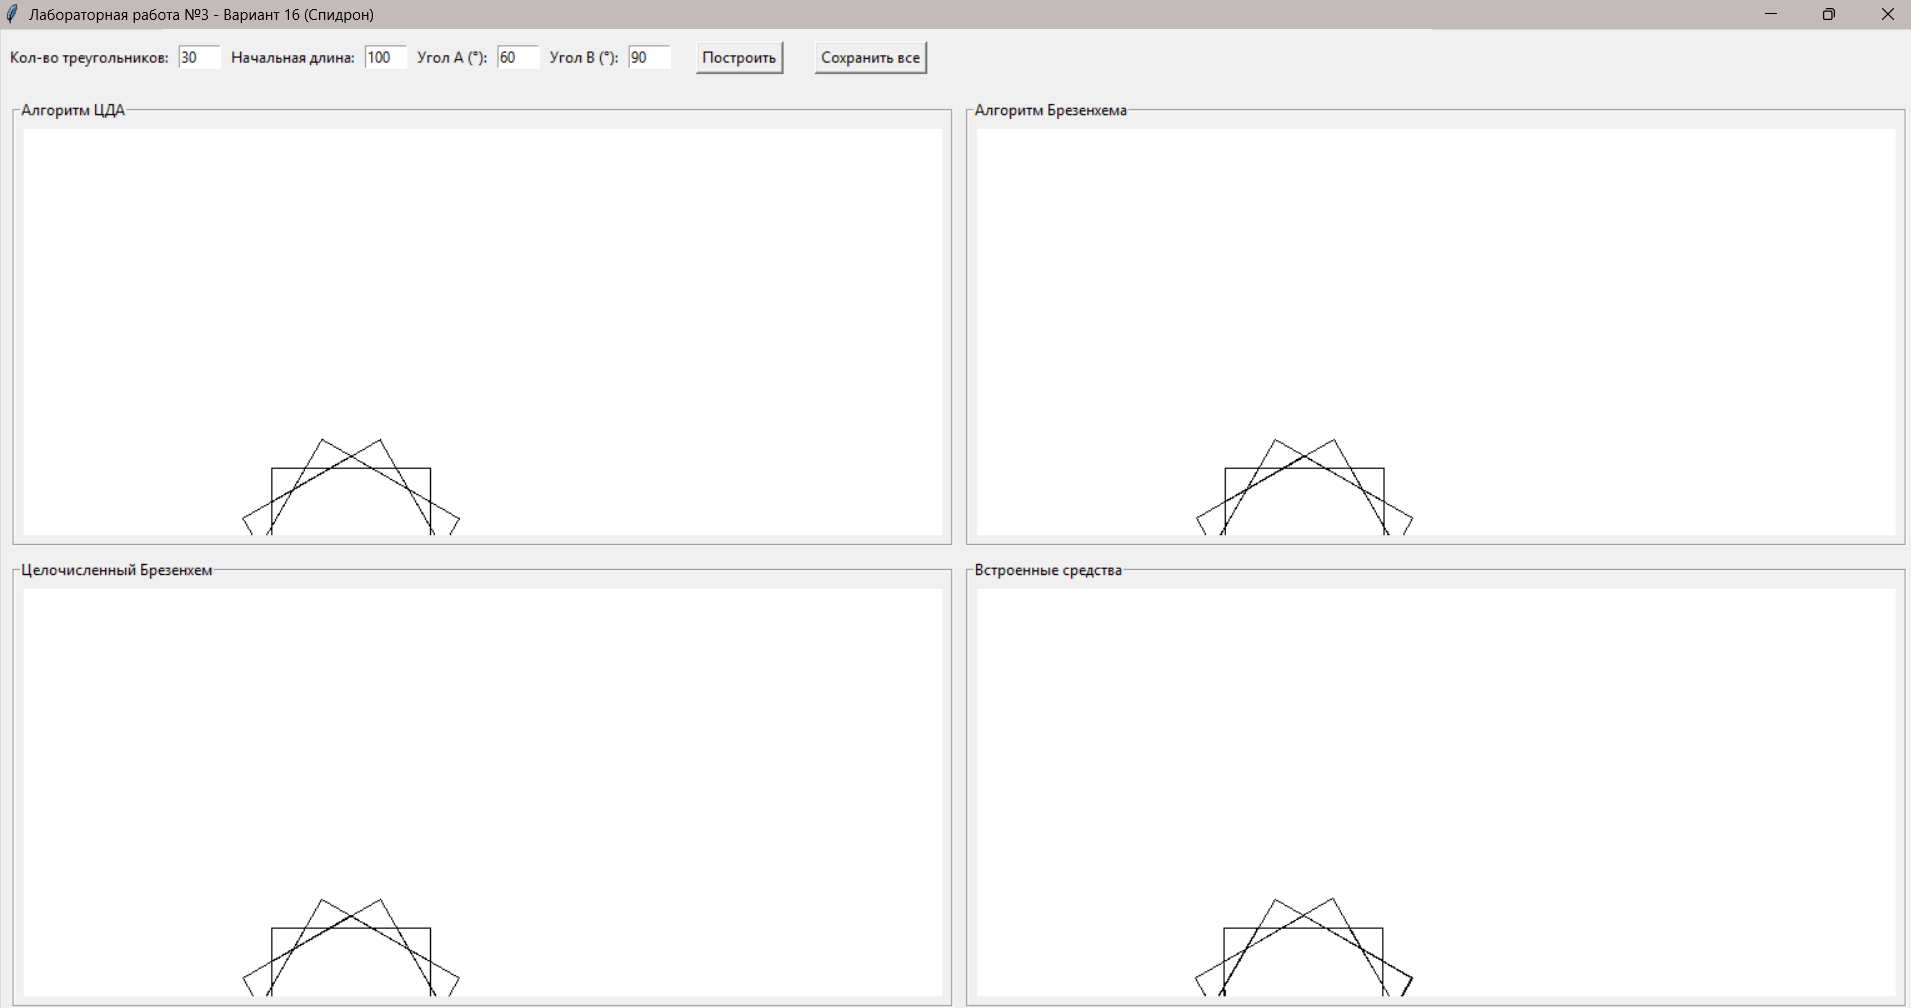 Лабораторная работа №3 - Вариант 16 (Спидрон)
Кол-во треугольников: 30 Начальная длина: 100 Угол A (°): 60 Угол B (°): 90 Построить Сохранить все
Алгоритм ЦДА
Алгоритм Брезенхема
Целочисленный Брезенхем
Встроенные средства